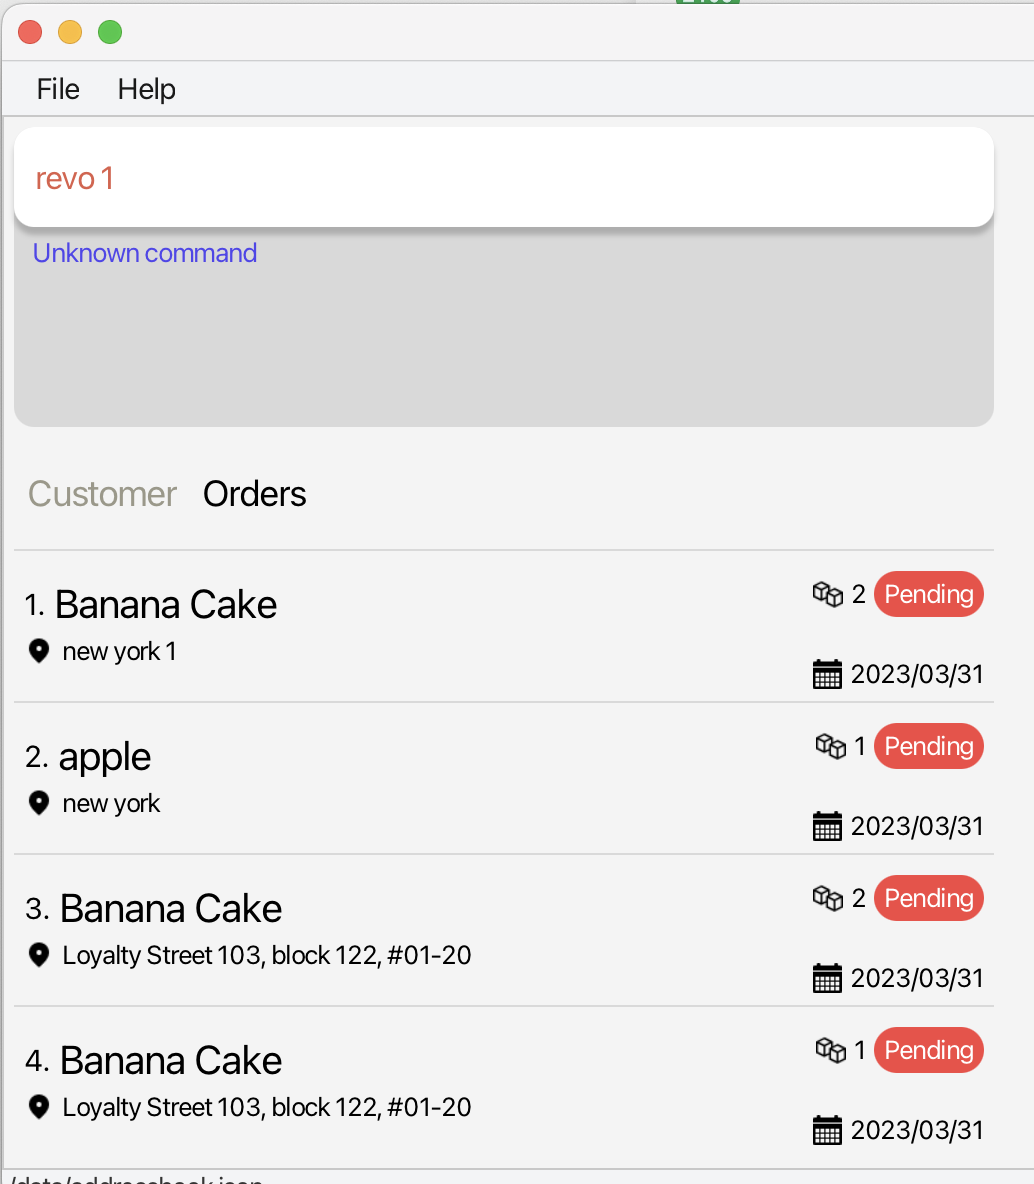 File Help
revo 1
Unknown command
Customer Orders
1. Banana Cake 2 Pending
new york 1
2023/03/31
2. apple 1 Pending
new york
2023/03/31
3. Banana Cake 2 Pending
Loyalty Street 103, block 122, #01-20
2023/03/31
4. Banana Cake 1 Pending
Loyalty Street 103, block 122, #01-20
2023/03/31